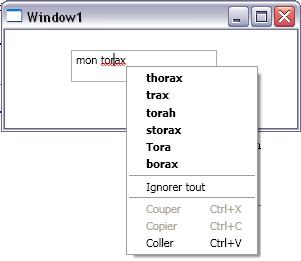 Window1
mon torax
thorax
trax
torah
storax
Tora
borax
Ignorer tout
Couper Ctrl+X
Copier Ctrl+C
Coller Ctrl+V